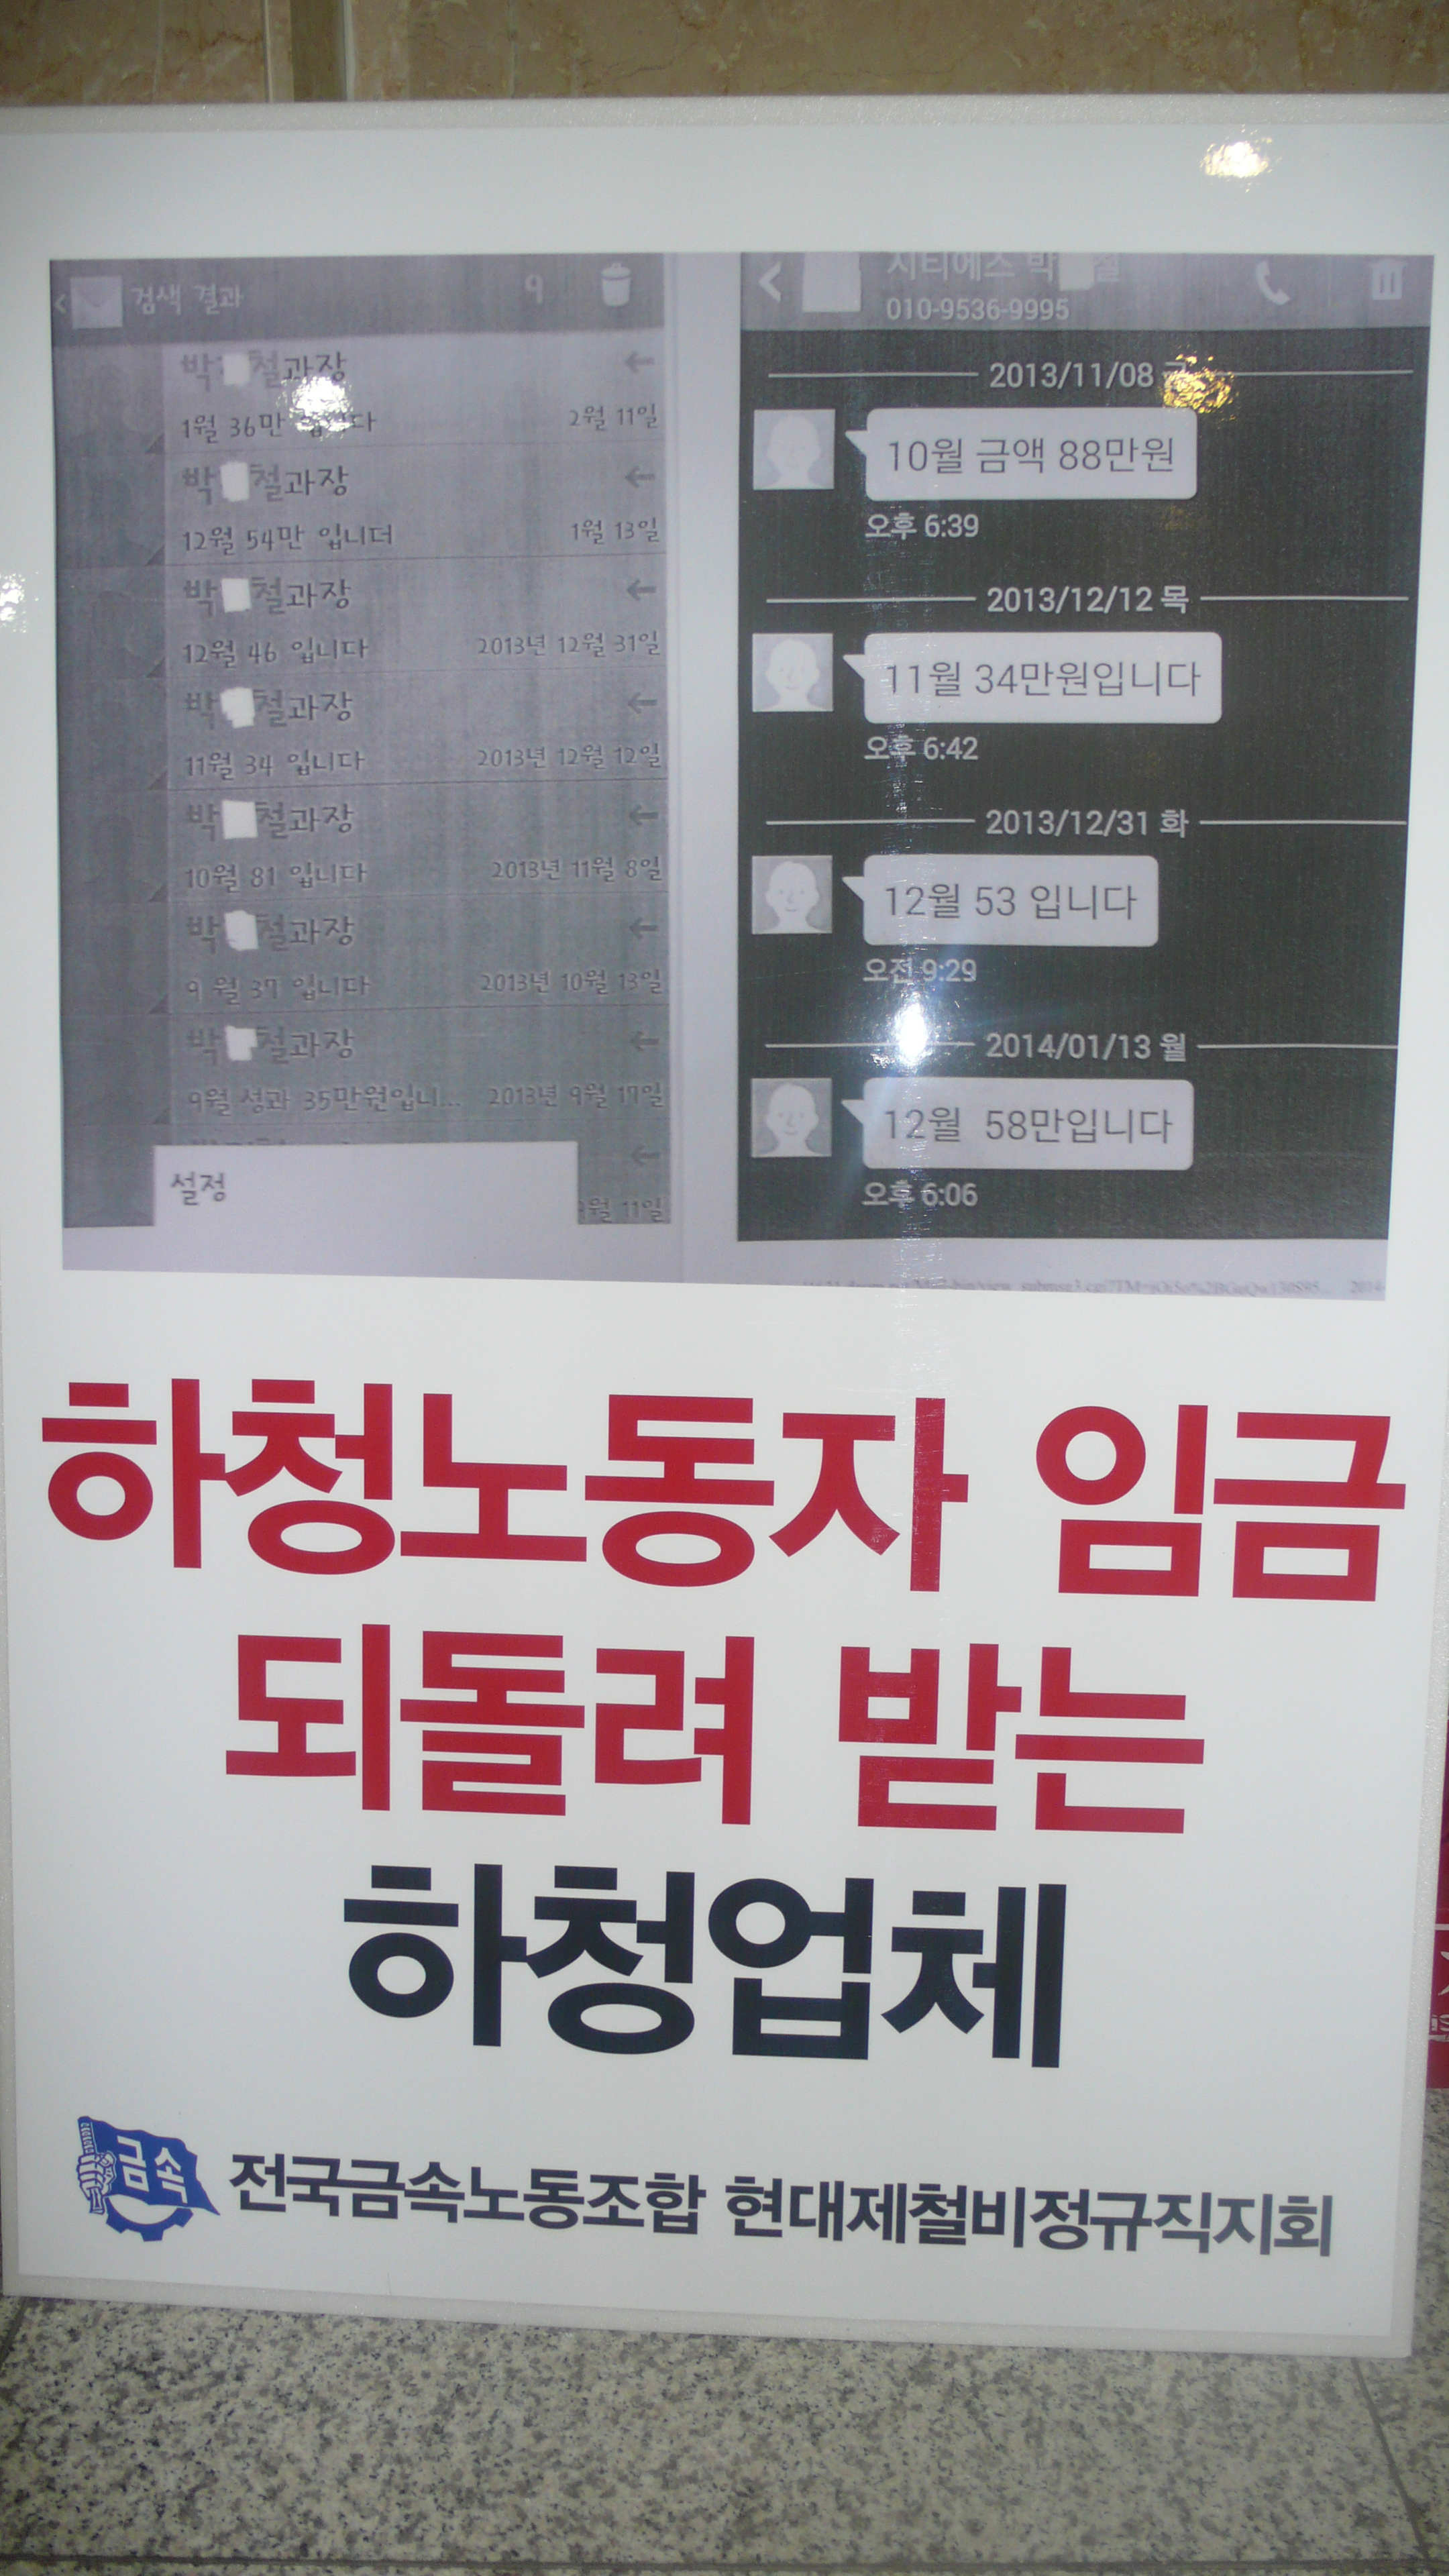 검색 결과 9
박 철과장
1월 36만 2월 11일
박 철과장
12월 54만 입니더 1월 13일
박 철과장
12월 46 입니다 2013년 12월 31일
박 철과장
11월 34 입니다 2013년 12월 12일
박 철과장
10월 81 입니다 2013년 11월 8일
박 철과장
9 월 37 입니다 2013년 10월 13일
박 철과장
9월 성과 35만원입니... 2013년 9월 17일
설정
월 11일
시티에스 박 철
010-9536-9995
2013/11/08
10월 금액 88만원
오후 6:39
2013/12/12 목
11월 34만원입니다
오후 6:42
2013/12/31 화
12월 53 입니다
오전 9:29
2014/01/13 월
12월 58만입니다
오후 6:06
하청노동자 임금
되돌려 받는
하청업체
금속
전국금속노동조합 현대제철비정규직지회